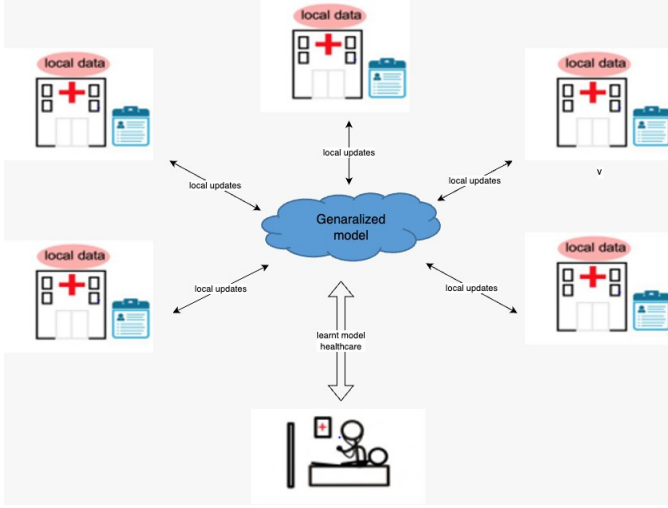 local data
local data
local data
local updates
local updates
local updates
v
Genaralized
model
local data
local data
local updates
local updates
learnt model
healthcare